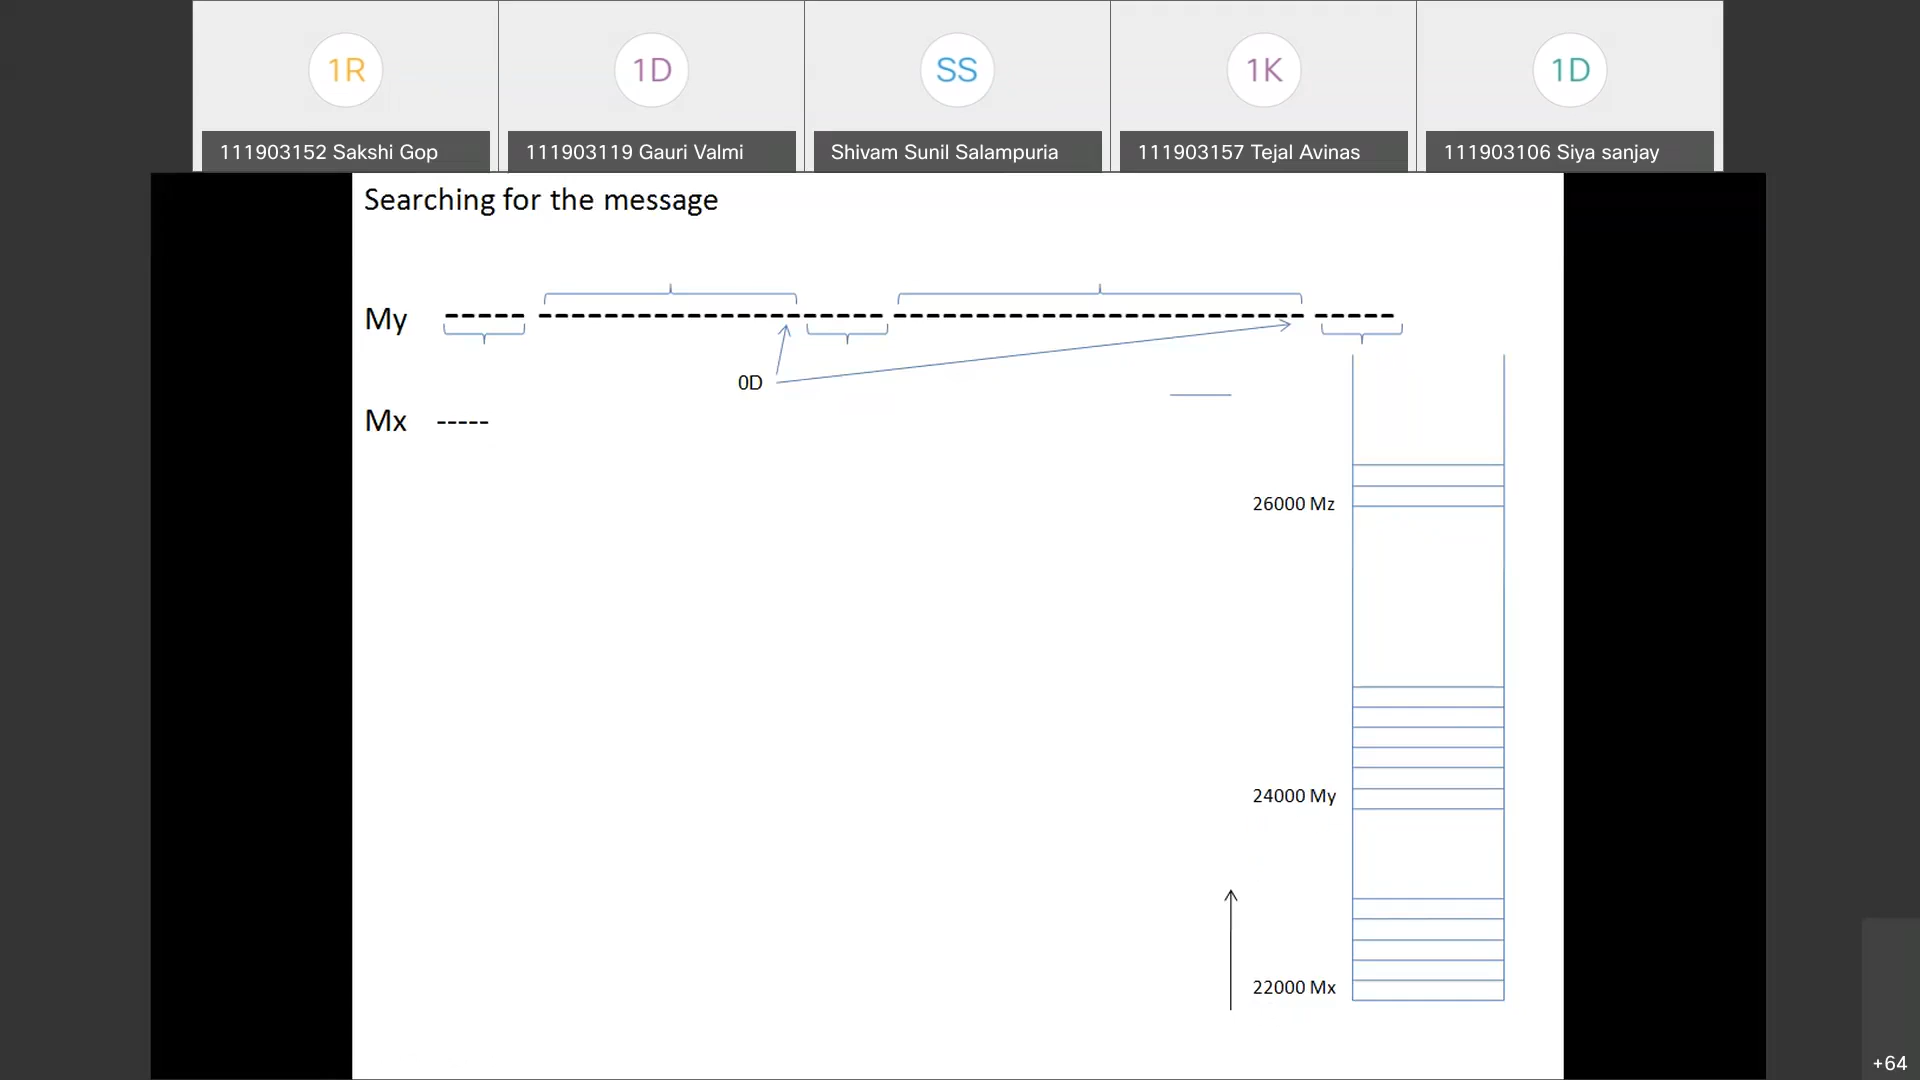 1R
1D
SS
1K
1D
111903152 Sakshi Gop
111903119 Gauri Valmi
Shivam Sunil Salampuria
111903157 Tejal Avinas
111903106 Siya sanjay
Searching for the message
My
0D
Mx -----
26000 Mz
24000 My
22000 Mx
+64